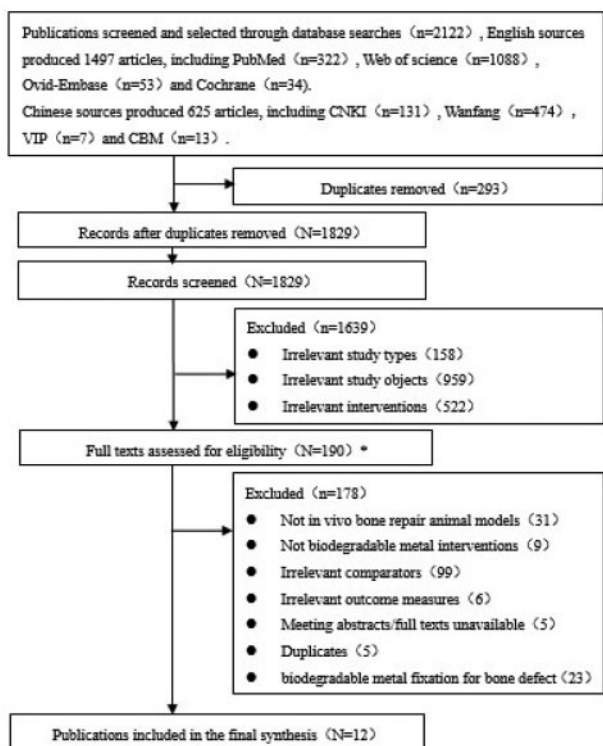 Publications screened and selected through database searches（n=2122）, English sources
produced 1497 articles, including PubMed（n=322）, Web of science（n=1088）,
Ovid-Embase（n=53）and Cochrane（n=34).
Chinese sources produced 625 articles, including CNKI（n=131）, Wanfang（n=474）,
VIP（n=7）and CBM（n=13）.
Duplicates removed（n=293）
Records after duplicates removed（N=1829）
Records screened（N=1829）
Excluded（n=1639）
● Irrelevant study types（158）
● Irrelevant study objects（959）
● Irrelevant interventions（522）
Full texts assessed for eligibility（N=190）*
Excluded（n=178）
● Not in vivo bone repair animal models（31）
● Not biodegradable metal interventions（9）
● Irrelevant comparators（99）
● Irrelevant outcome measures（6）
● Meeting abstracts/full texts unavailable（5）
● Duplicates（5）
● biodegradable metal fixation for bone defect（23）
Publications included in the final synthesis（N=12）